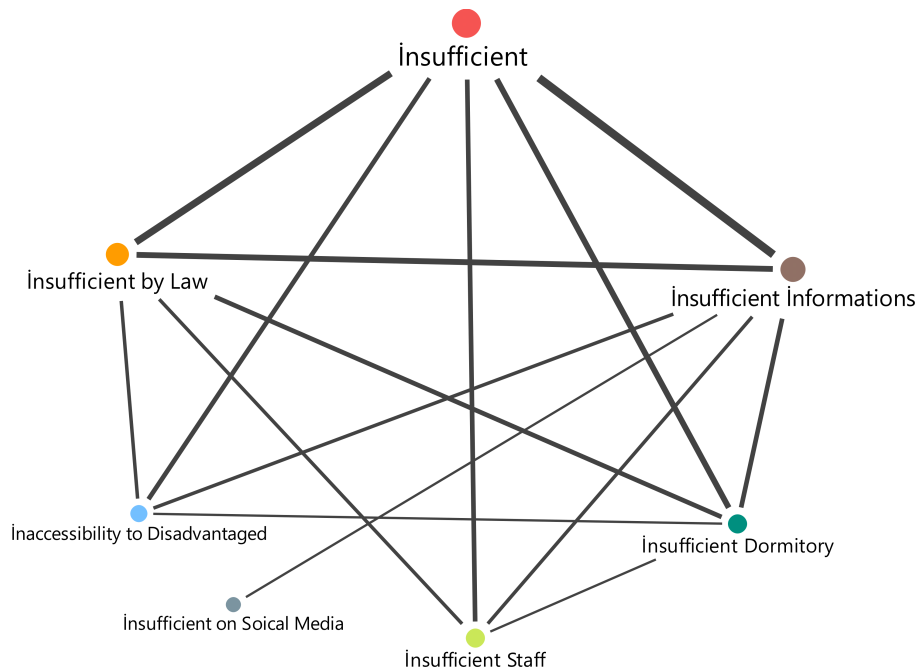 İnsufficient
İnsufficient by Law
İnsufficient İnformations
İnaccessibility to Disadvantaged
İnsufficient Dormitory
İnsufficient on Soical Media
İnsufficient Staff